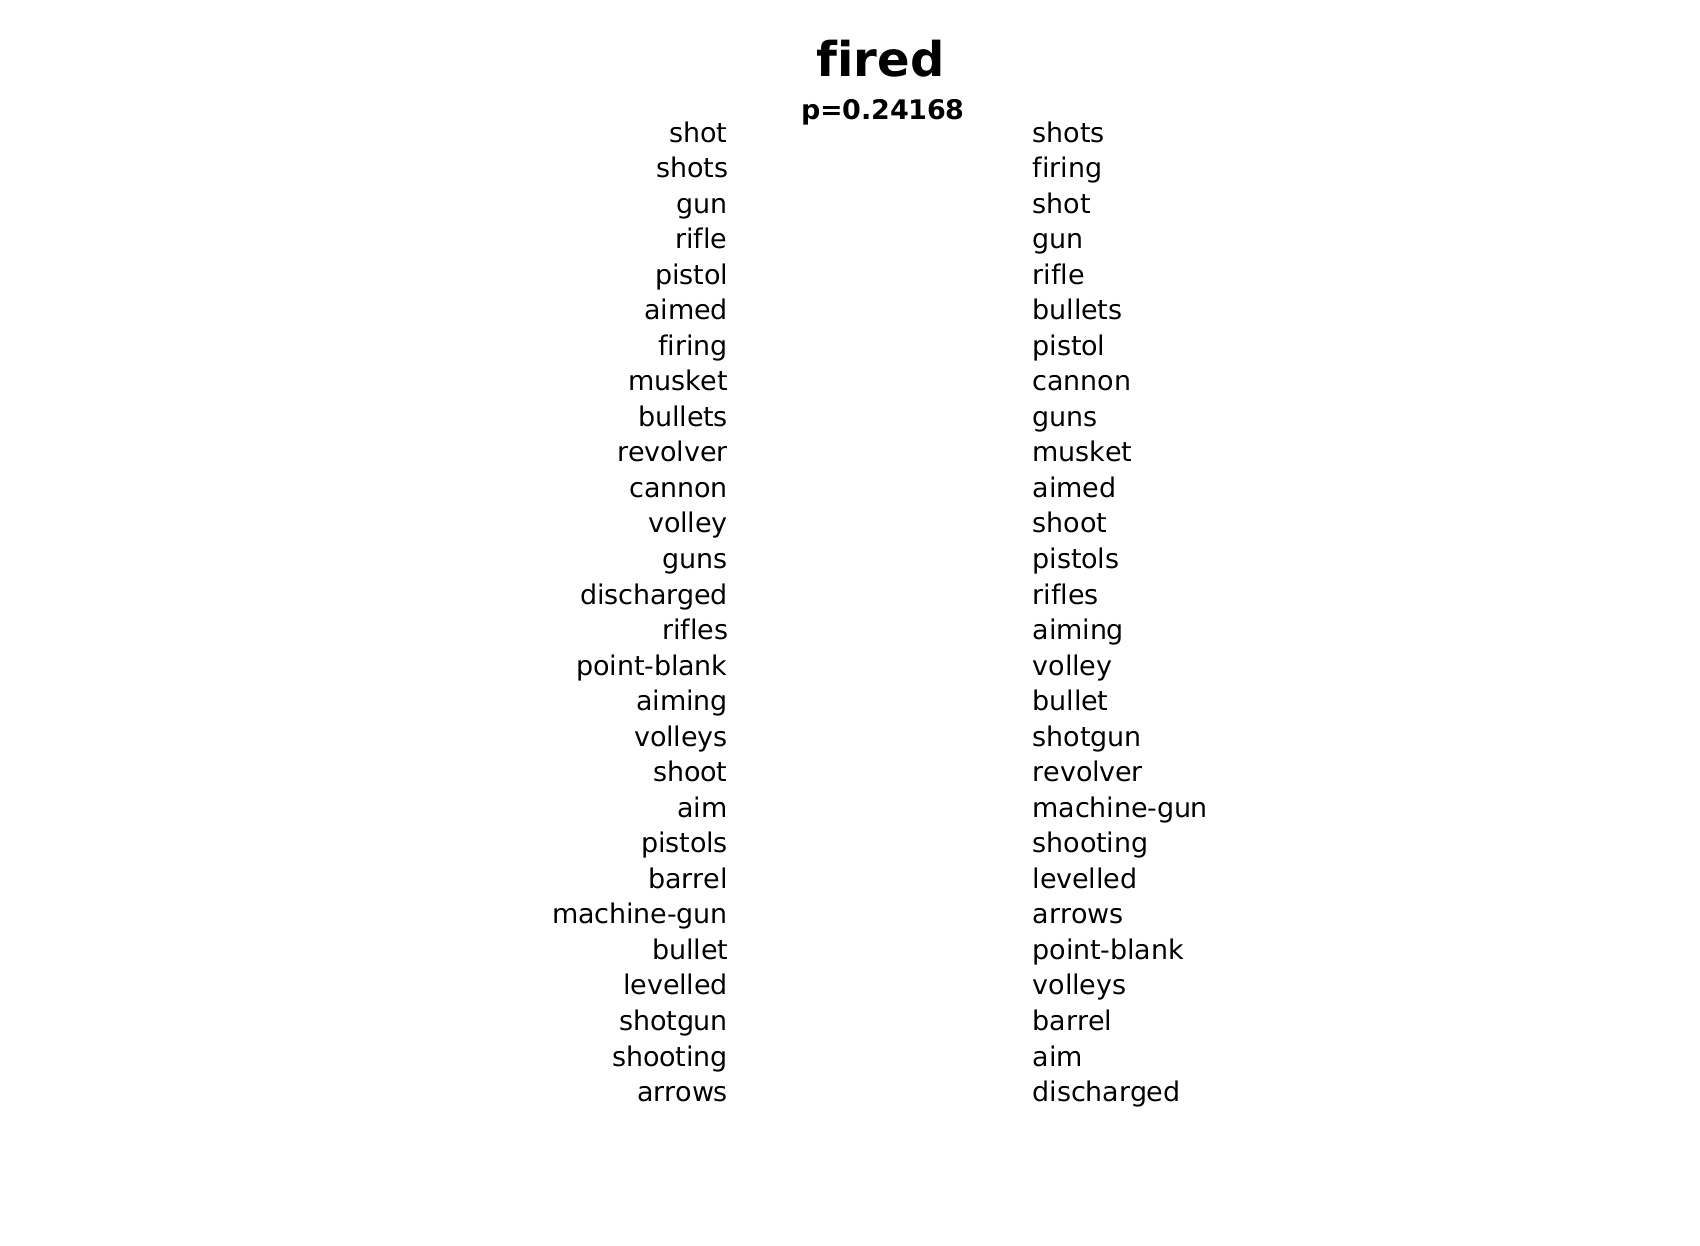 fired
p=0.24168
shot shots
shots firing
gun shot
rifle gun
pistol rifle
aimed bullets
firing pistol
musket cannon
bullets guns
revolver musket
cannon aimed
volley shoot
guns pistols
discharged rifles
rifles aiming
point-blank volley
aiming bullet
volleys shotgun
shoot revolver
aim machine-gun
pistols shooting
barrel levelled
machine-gun arrows
bullet point-blank
levelled volleys
shotgun barrel
shooting aim
arrows discharged